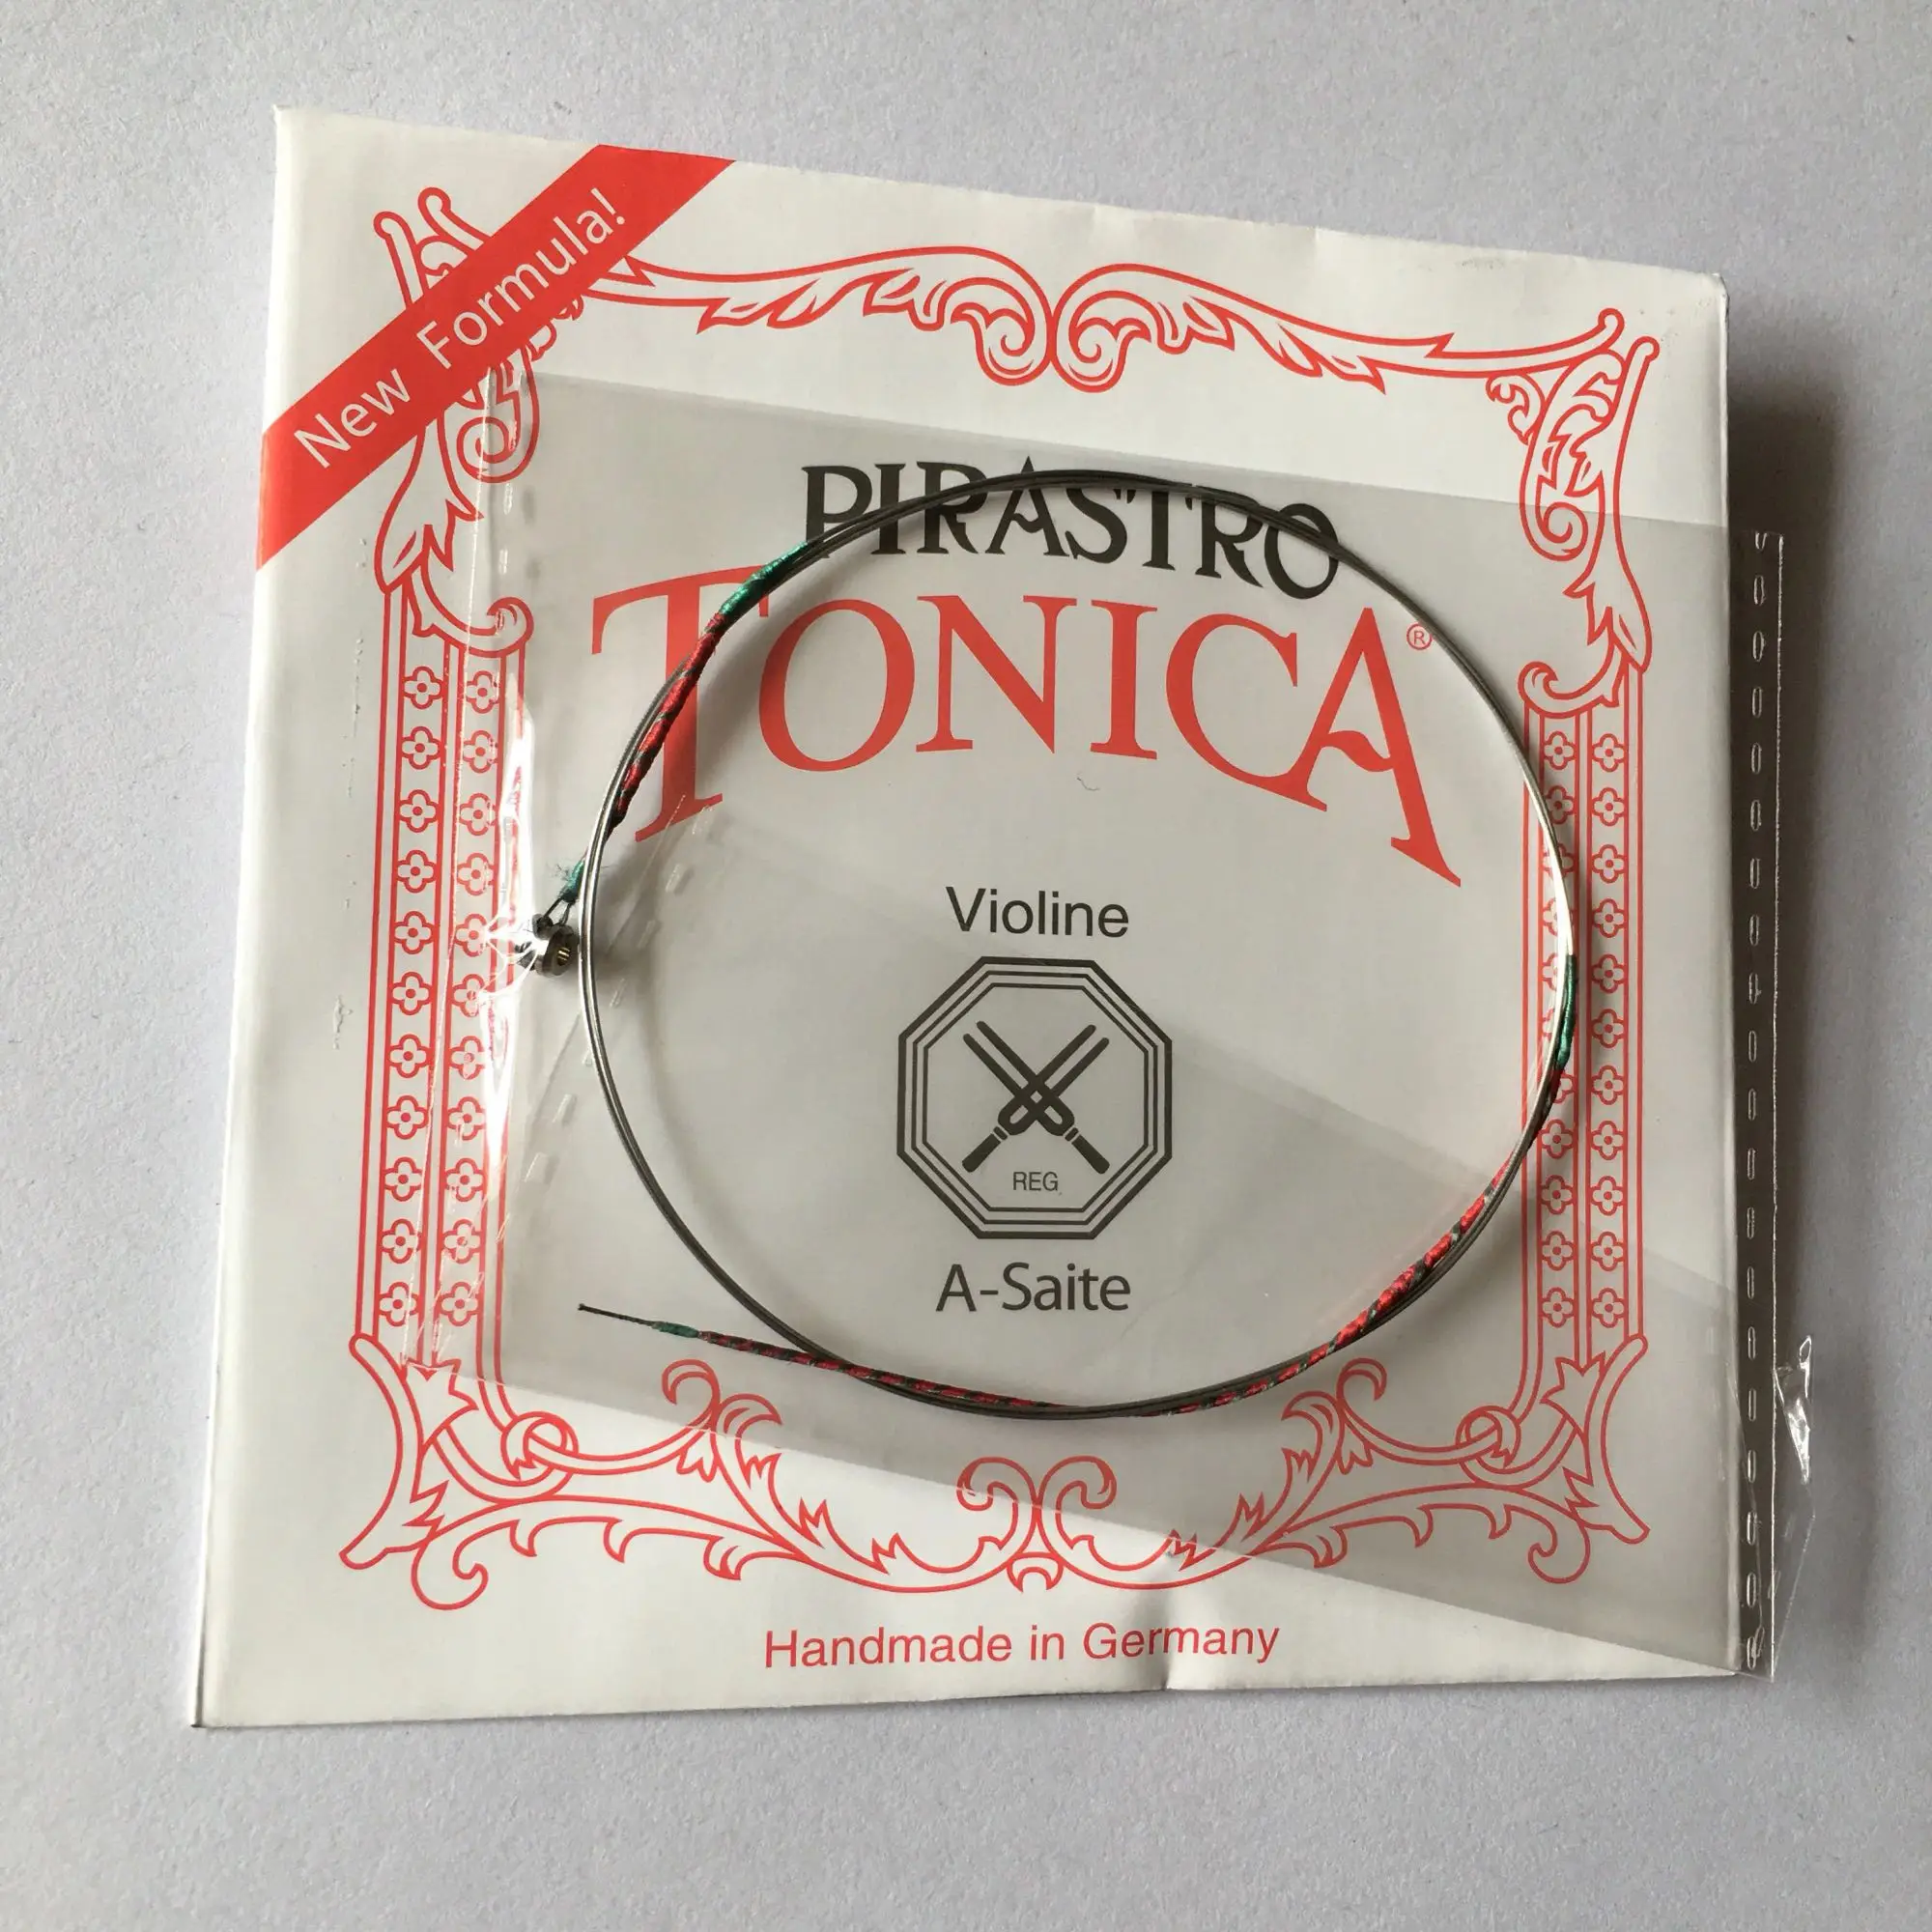 New Formula!
PIRASTRO
TONICA®
Violine
REG.
A-Saite
Handmade in Germany